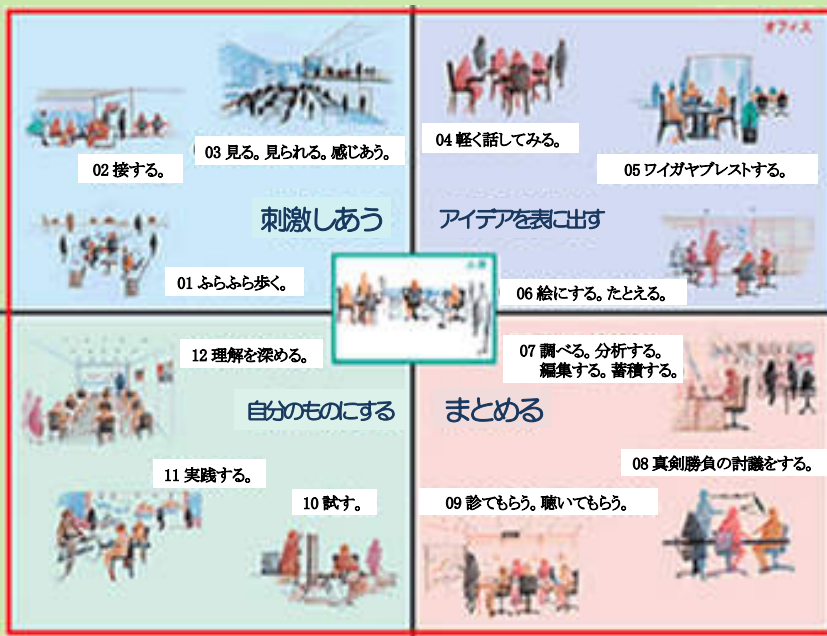 オフィス
02 接する。
03 見る。見られる。感じあう。
刺激しあう
01 ふらふら歩く。
04 軽く話してみる。
05 ワイガヤブレストする。
アイデアを表に出す
06 絵にする。たとえる。
12 理解を深める。
自分のものにする
11 実践する。
10 試す。
07 調べる。分析する。
編集する。蓄積する。
まとめる
08 真剣勝負の討議をする。
09 診てもらう。聴いてもらう。